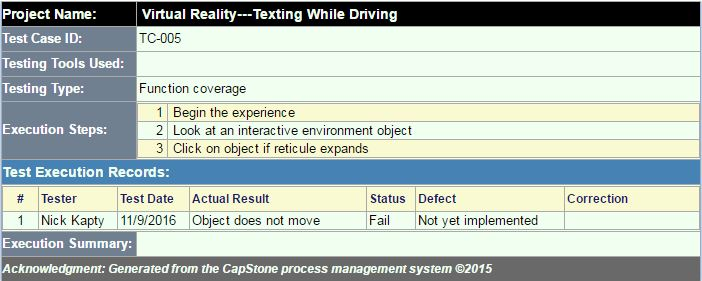 Project Name: Virtual Reality---Texting While Driving
Test Case ID: TC-005
Testing Tools Used:
Testing Type: Function coverage
Execution Steps:
1 Begin the experience
2 Look at an interactive environment object
3 Click on object if reticule expands
Test Execution Records:
# Tester Test Date Actual Result Status Defect Correction
1 Nick Kapty 11/9/2016 Object does not move Fail Not yet implemented
Execution Summary:
Acknowledgment: Generated from the CapStone process management system ©2015